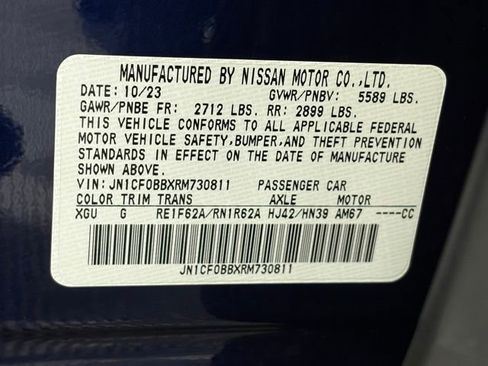 MANUFACTURED BY NISSAN MOTOR CO.,LTD.
DATE: 10/23 GVWR/PNBV: 5589 LBS.
GAWR/PNBE FR: 2712 LBS. RR: 2899 LBS.
THIS VEHICLE CONFORMS TO ALL APPLICABLE FEDERAL
MOTOR VEHICLE SAFETY,BUMPER,AND THEFT PREVENTION
STANDARDS IN EFFECT ON THE DATE OF MANUFACTURE
SHOWN ABOVE.
VIN: JN1CF0BBXRM730811 PASSENGER CAR
COLOR TRIM TRANS AXLE MOTOR
XGU G RE1F62A/RN1R62A HJ42/HN39 AM67 ----CC
JN1CF0BBXRM730811